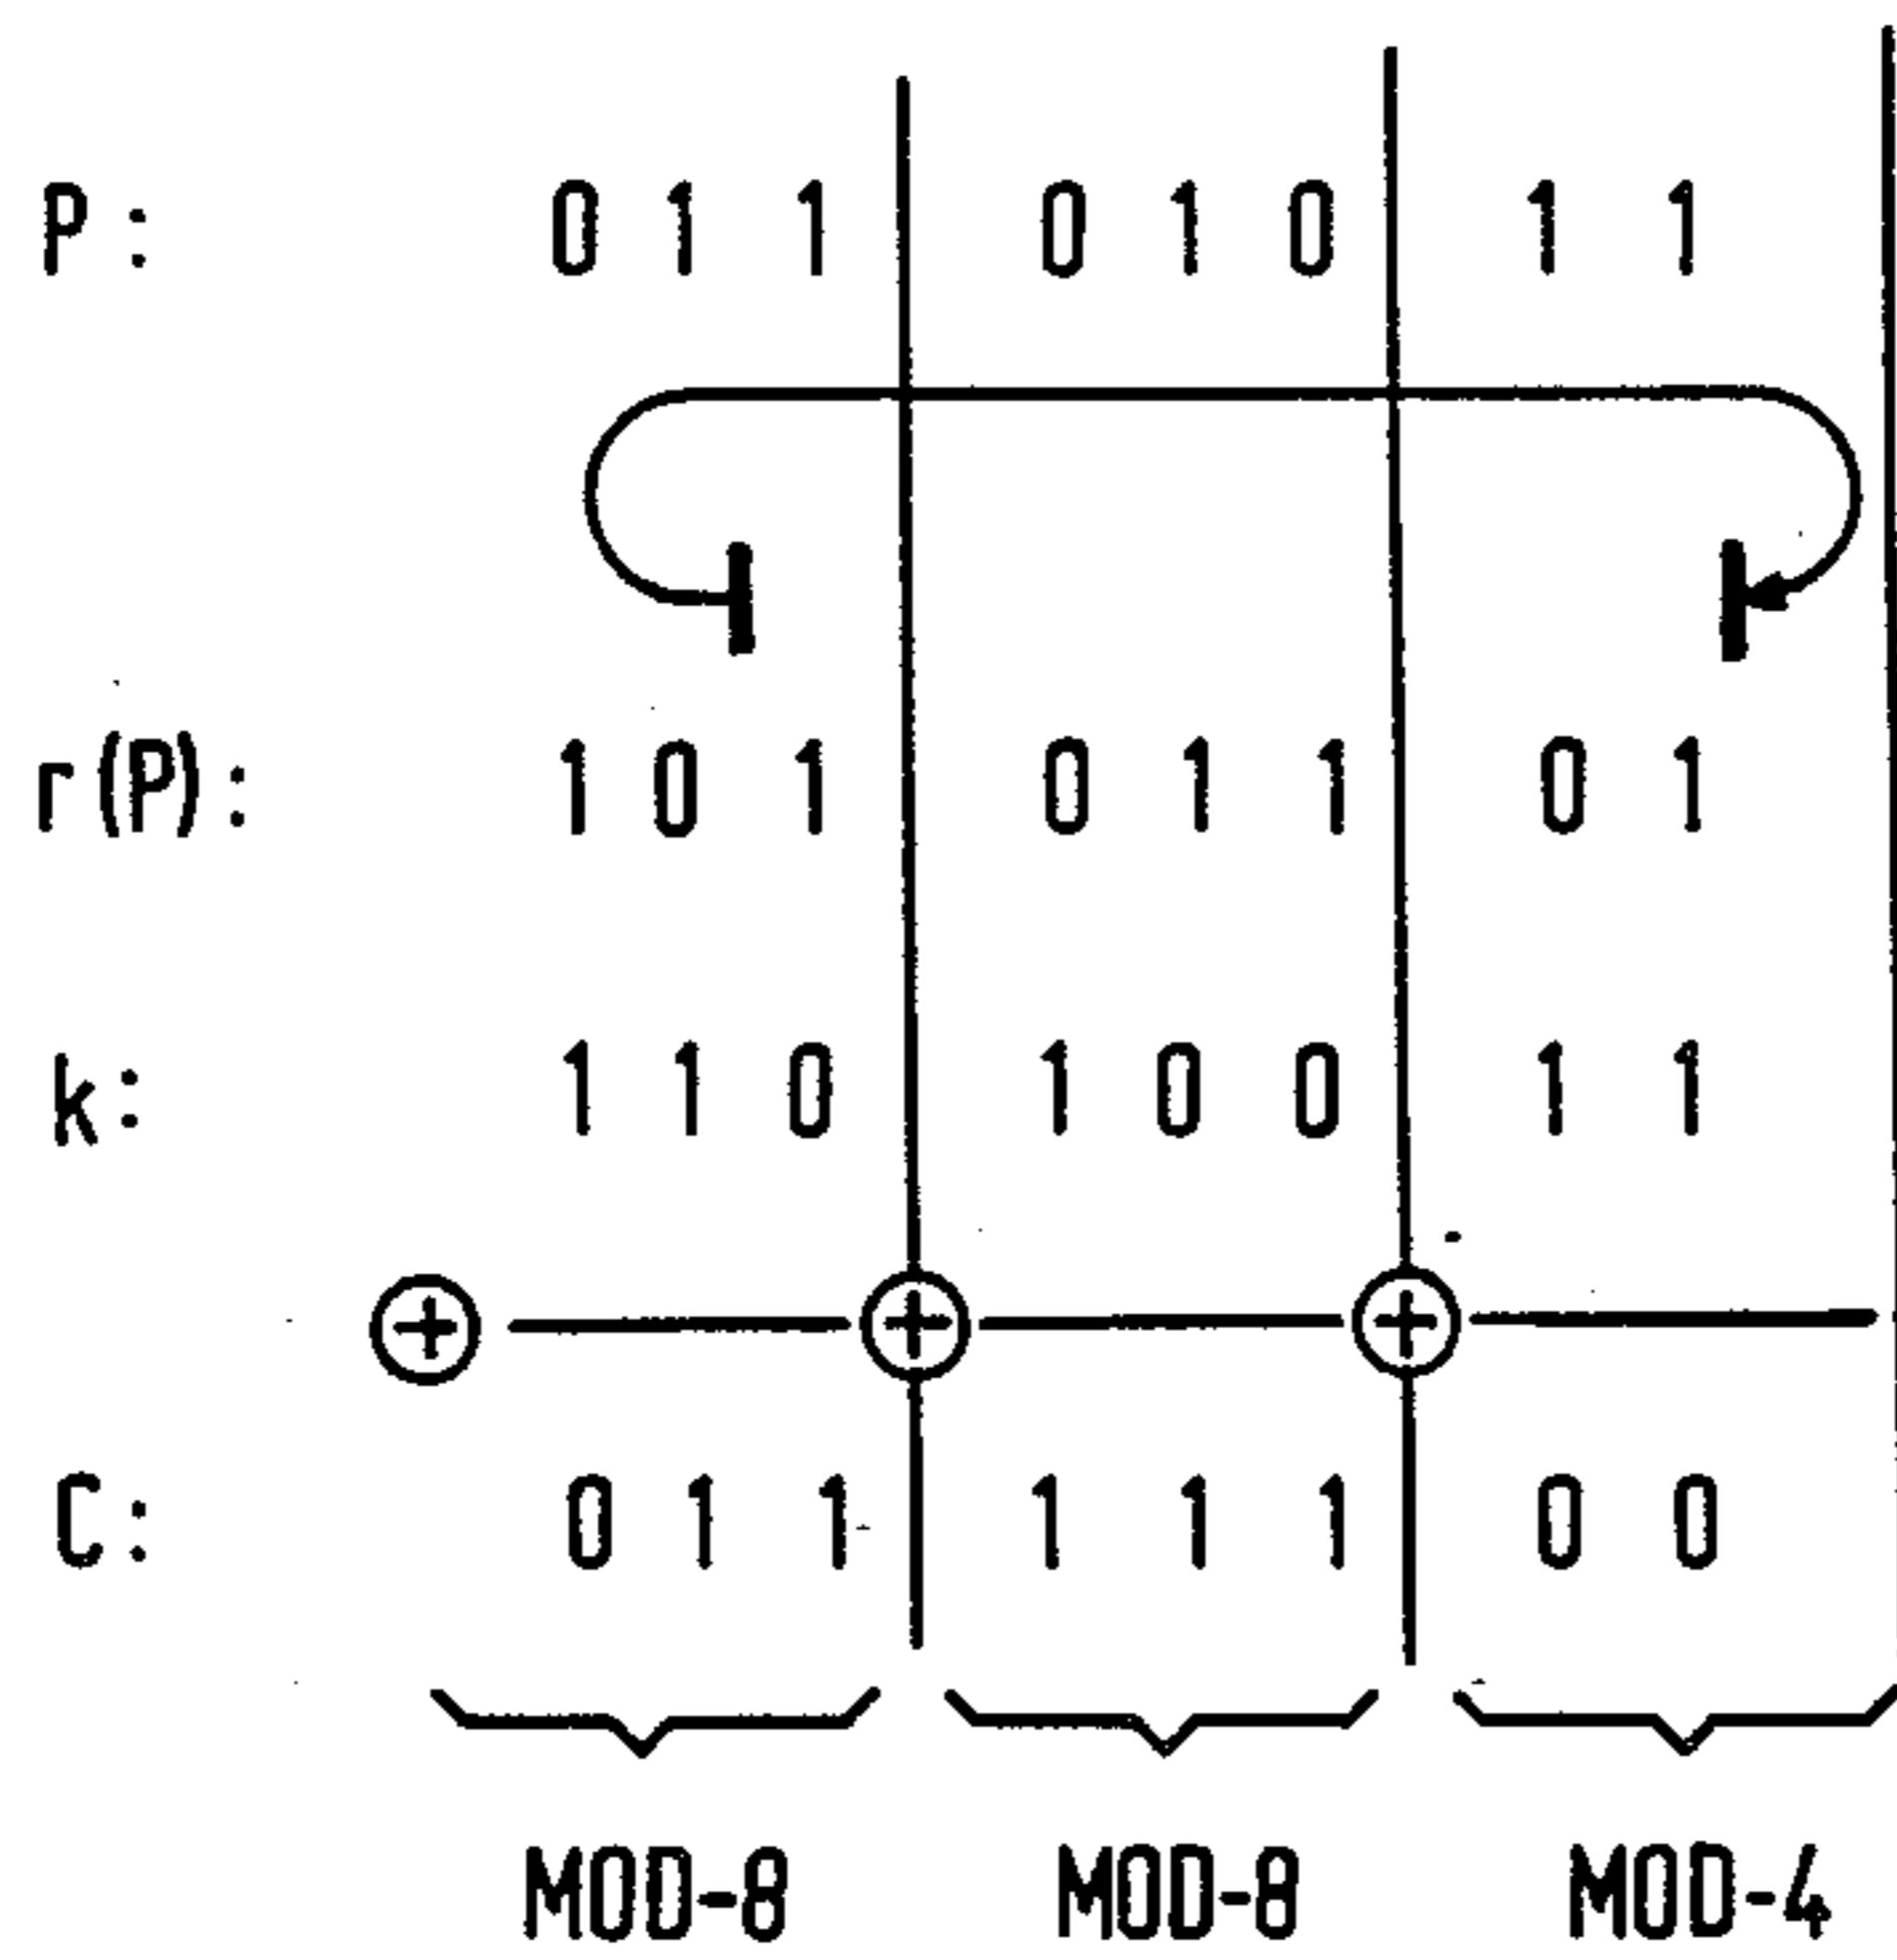 P: 0 1 1 0 1 0 1 1
r(P): 1 0 1 0 1 1 0 1
k: 1 1 0 1 0 0 1 1
+ + +
C: 0 1 1 1 1 1 0 0
MOD-8 MOD-8 MOD-4